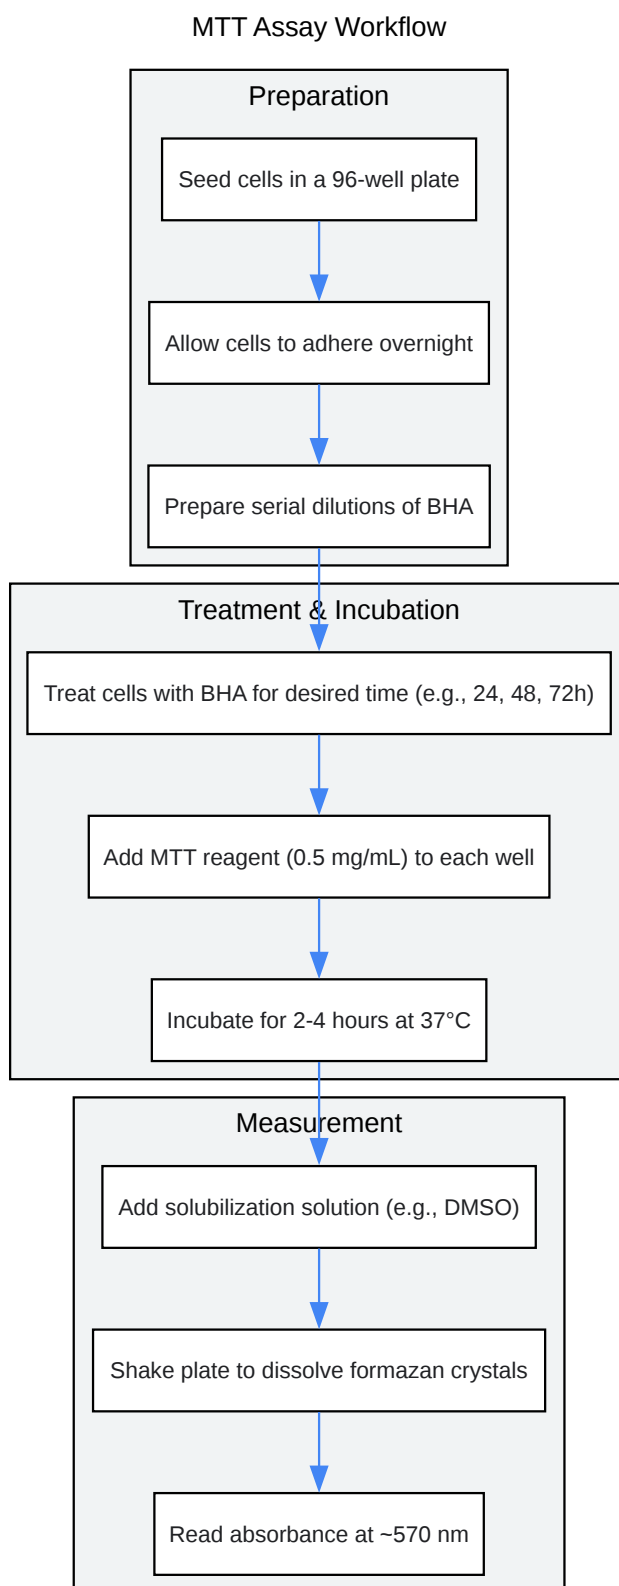 MTT Assay Workflow
Preparation
Seed cells in a 96-well plate
Allow cells to adhere overnight
Prepare serial dilutions of BHA
Treatment & Incubation
Treat cells with BHA for desired time (e.g., 24, 48, 72h)
Add MTT reagent (0.5 mg/mL) to each well
Incubate for 2-4 hours at 37°C
Measurement
Add solubilization solution (e.g., DMSO)
Shake plate to dissolve formazan crystals
Read absorbance at ~570 nm